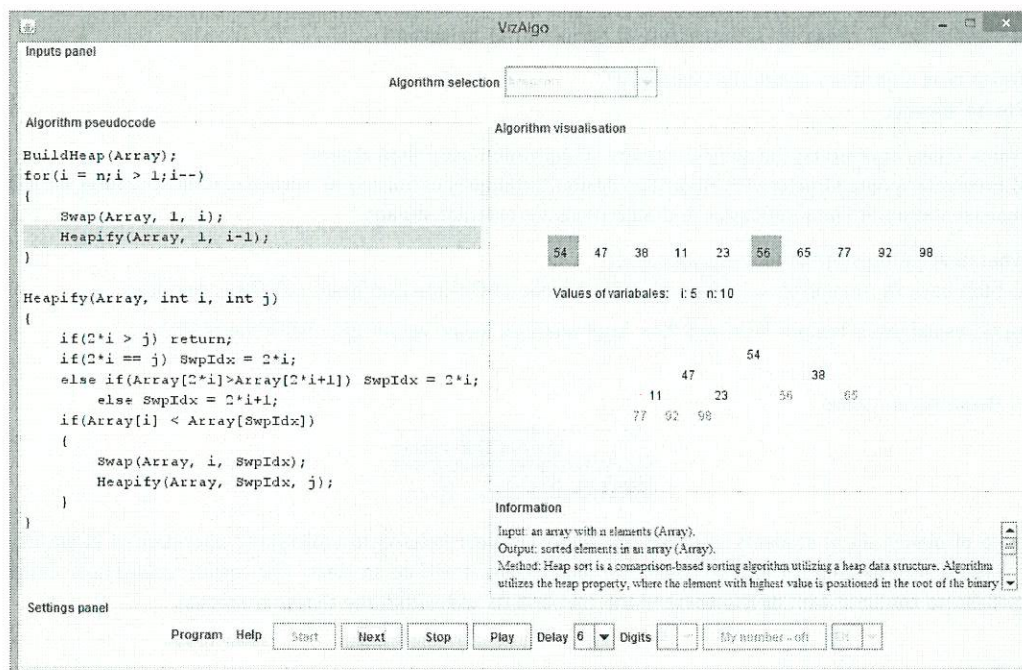 VizAlgo
Inputs panel
Algorithm selection
Algorithm pseudocode
BuildHeap(Array);
for(i = n;i > 1;i--)
{
Swap(Array, 1, i);
Heapify(Array, 1, i-1);
}
Heapify(Array, int i, int j)
{
if(2*i > j) return;
if(2*i == j) SwpIdx = 2*i;
else if(Array[2*i]>Array[2*i+1]) SwpIdx = 2*i;
else SwpIdx = 2*i+1;
if(Array[i] < Array[SwpIdx])
{
Swap(Array, i, SwpIdx);
Heapify(Array, SwpIdx, j);
}
}
Algorithm visualisation
54 47 38 11 23 56 65 77 92 98
Values of variabales: i: 5 n: 10
54
47 38
11 23 56 65
77 92 98
Information
Input: an array with n elements (Array).
Output: sorted elements in an array (Array).
Method: Heap sort is a comaprison-based sorting algorithm utilizing a heap data structure. Algorithm
utilizes the heap property, where the element with highest value is positioned in the root of the binary
Settings panel
Program Help Start Next Stop Play Delay 6 Digits My number - off